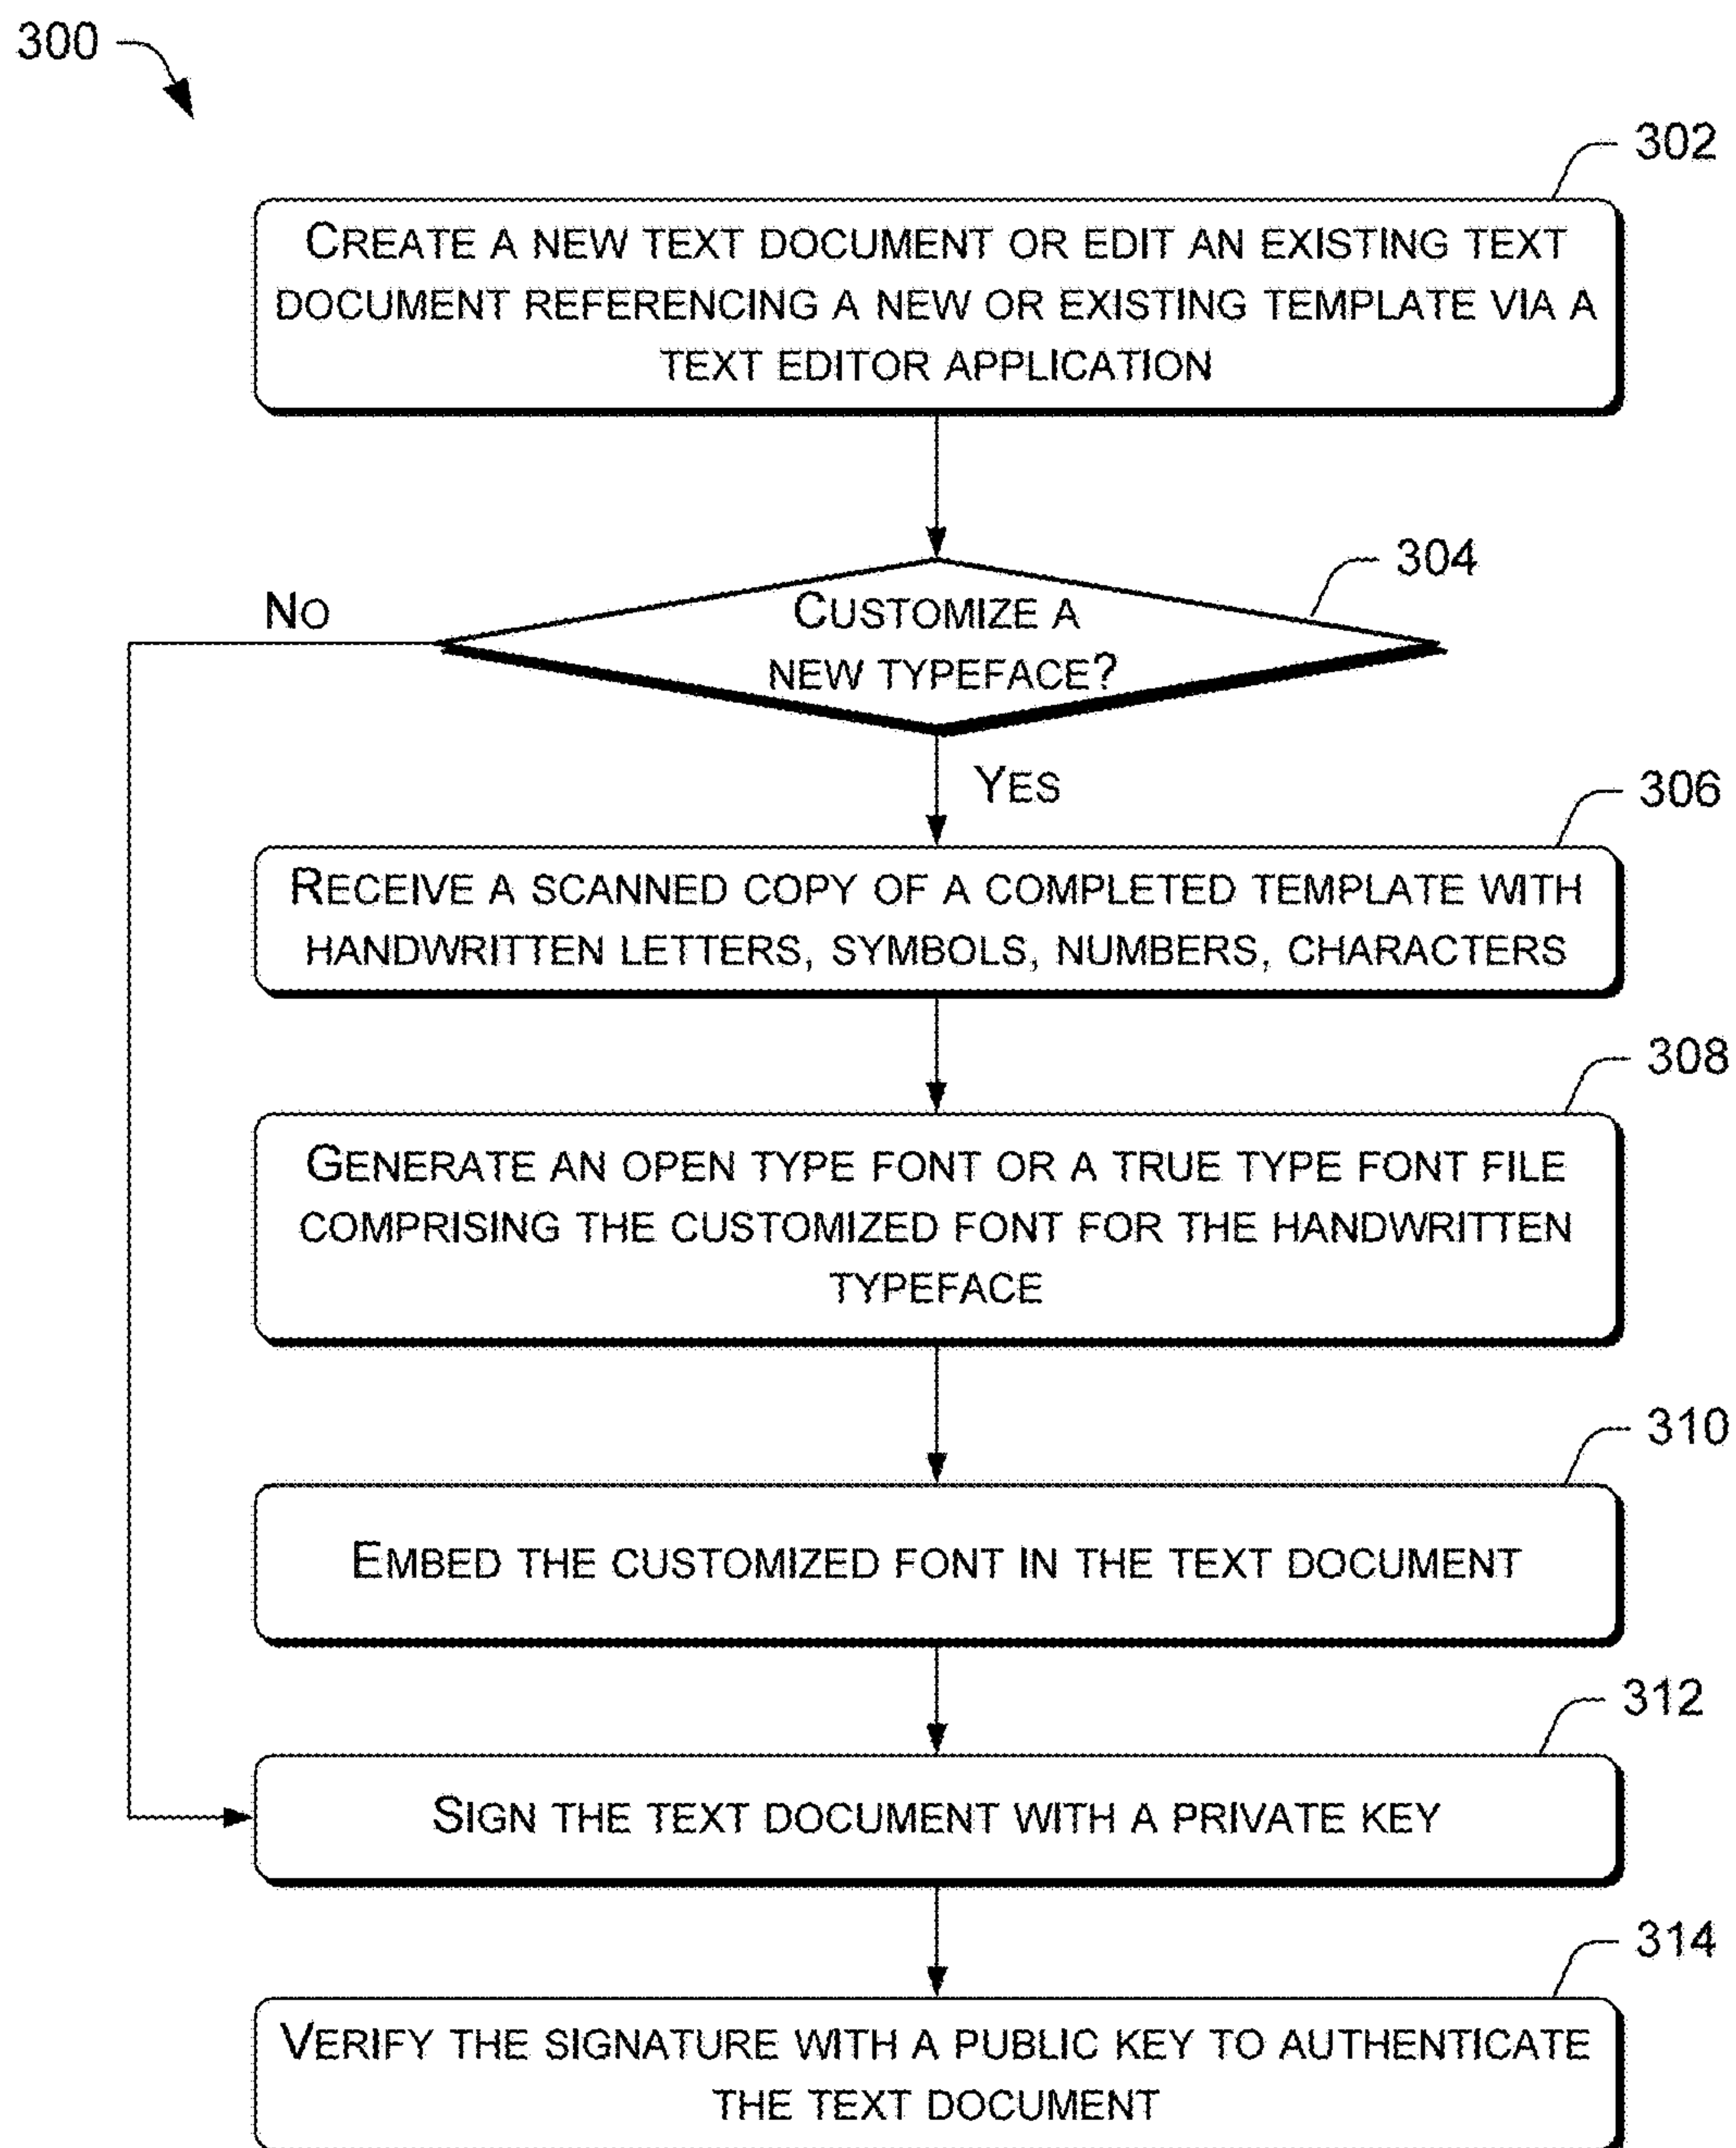 300
302
CREATE A NEW TEXT DOCUMENT OR EDIT AN EXISTING TEXT
DOCUMENT REFERENCING A NEW OR EXISTING TEMPLATE VIA A
TEXT EDITOR APPLICATION
304
NO
CUSTOMIZE A
NEW TYPEFACE?
YES
306
RECEIVE A SCANNED COPY OF A COMPLETED TEMPLATE WITH
HANDWRITTEN LETTERS, SYMBOLS, NUMBERS, CHARACTERS
308
GENERATE AN OPEN TYPE FONT OR A TRUE TYPE FONT FILE
COMPRISING THE CUSTOMIZED FONT FOR THE HANDWRITTEN
TYPEFACE
310
EMBED THE CUSTOMIZED FONT IN THE TEXT DOCUMENT
312
SIGN THE TEXT DOCUMENT WITH A PRIVATE KEY
314
VERIFY THE SIGNATURE WITH A PUBLIC KEY TO AUTHENTICATE
THE TEXT DOCUMENT